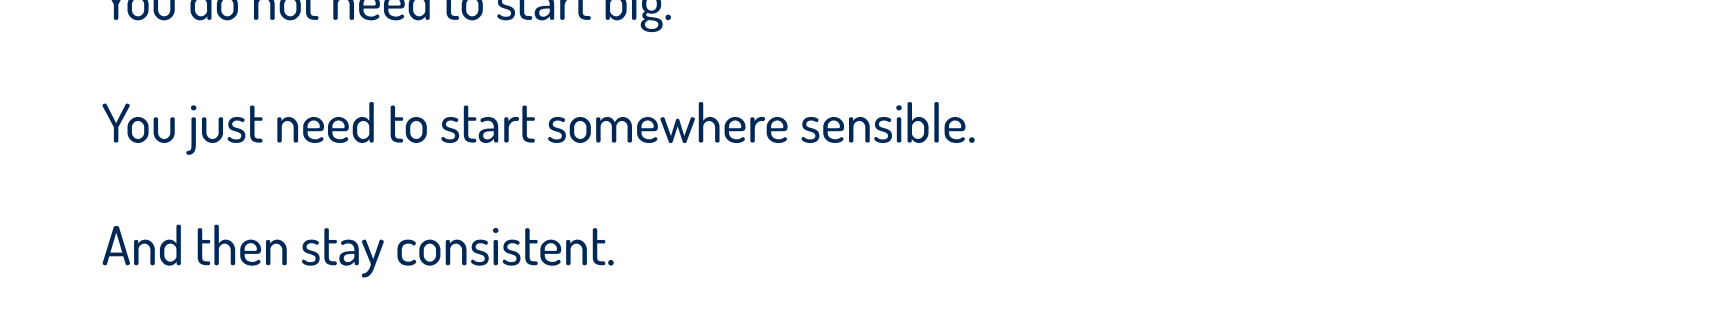 You do not need to start big.
You just need to start somewhere sensible.
And then stay consistent.